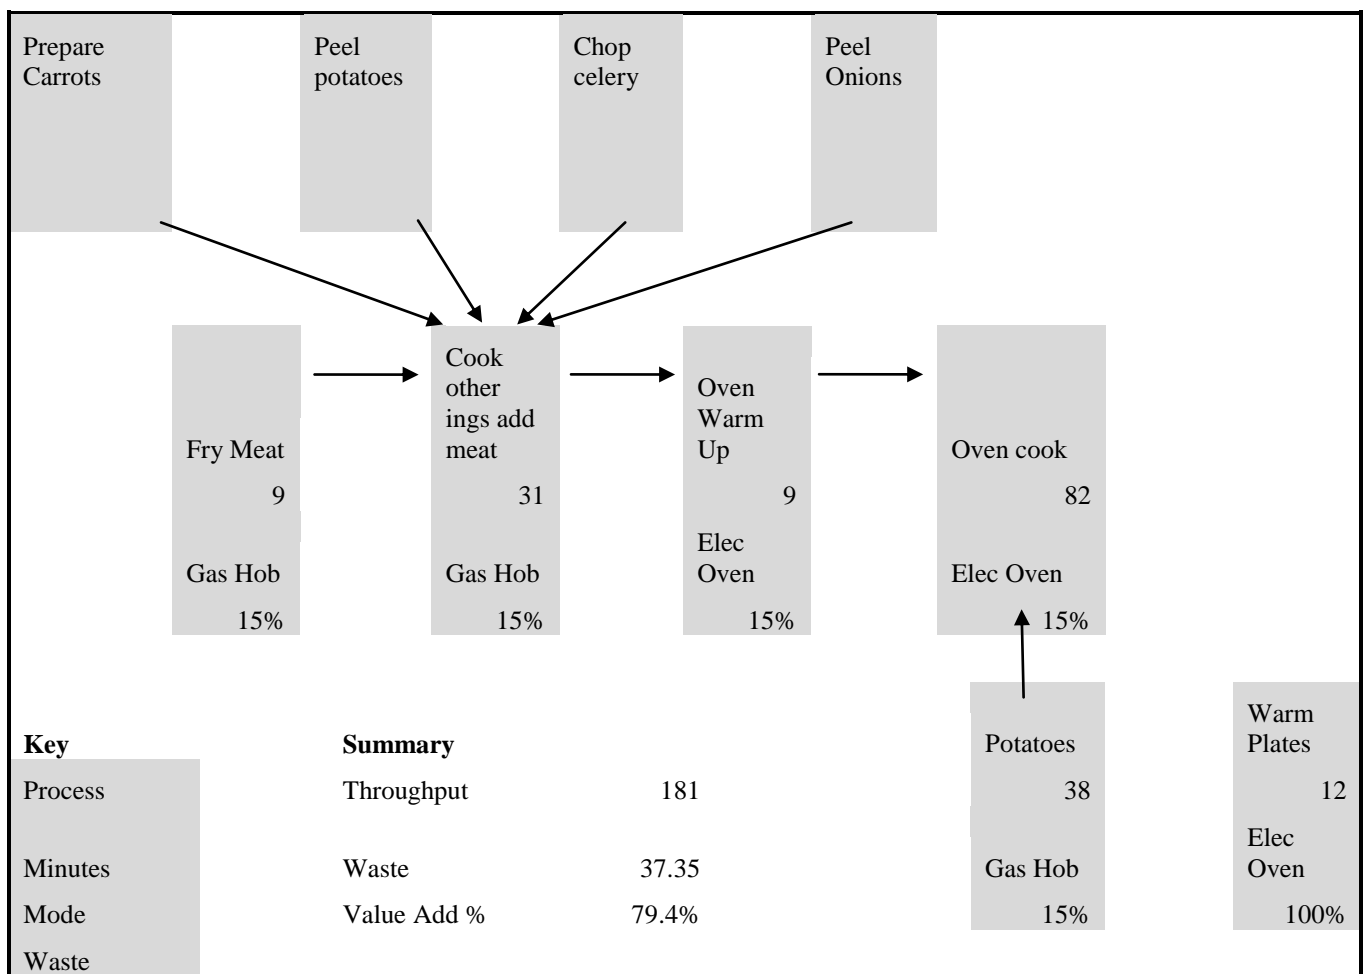 Prepare
Carrots
Peel
potatoes
Chop
celery
Peel
Onions
Fry Meat
9
Gas Hob
15%
Cook
other
ings add
meat
31
Gas Hob
15%
Oven
Warm
Up
9
Elec
Oven
15%
Oven cook
82
Elec Oven
15%
Key
Process
Minutes
Mode
Waste
Summary
Throughput 181
Waste 37.35
Value Add % 79.4%
Potatoes
38
Gas Hob
15%
Warm
Plates
12
Elec
Oven
100%